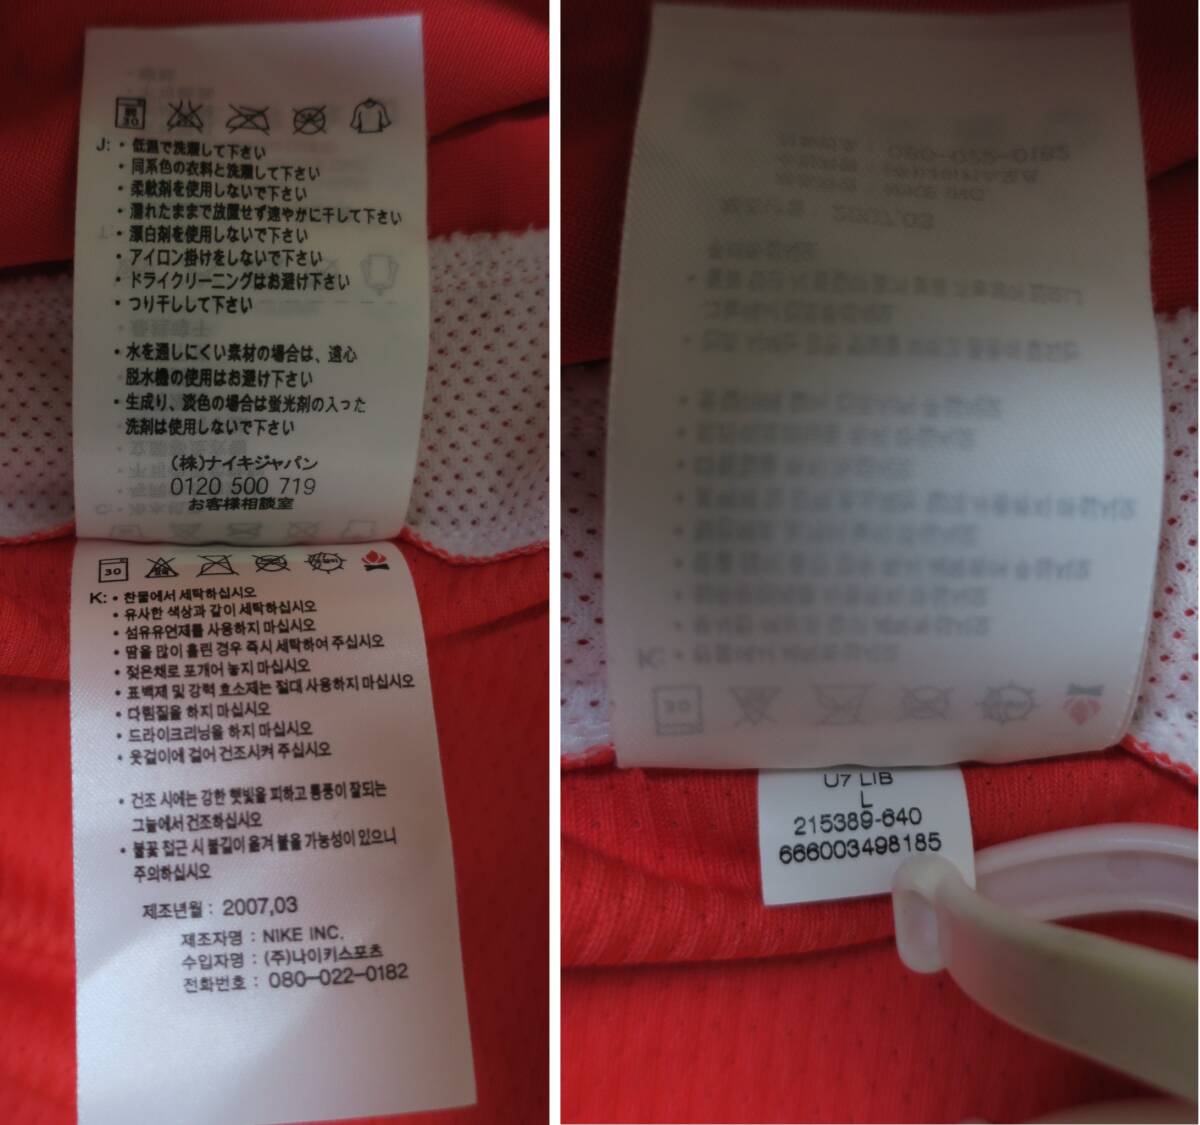 30
J: ・低温で洗濯して下さい
・同系色の衣料と洗濯して下さい
・柔軟剤を使用しないで下さい
・濡れたままで放置せず速やかに干して下さい
・漂白剤を使用しないで下さい
・アイロン掛けをしないで下さい
・ドライクリーニングはお避け下さい
・つり干しして下さい
・水を通しにくい素材の場合は、遠心
脱水機の使用はお避け下さい
・生成り、淡色の場合は蛍光剤の入った
洗剤は使用しないで下さい
(株)ナイキジャパン
0120 500 719
お客様相談室
30
K: • 찬물에서 세탁하십시오
• 유사한 색상과 같이 세탁하십시오
• 섬유유연제를 사용하지 마십시오
• 땀을 많이 흘린 경우 즉시 세탁하여 주십시오
• 젖은채로 포개어 놓지 마십시오
• 표백제 및 강력 효소제는 절대 사용하지 마십시오
• 다림질을 하지 마십시오
• 드라이크리닝을 하지 마십시오
• 옷걸이에 걸어 건조시켜 주십시오
• 건조 시에는 강한 햇빛을 피하고 통풍이 잘되는
그늘에서 건조하십시오
• 불꽃 접근 시 불길이 옮겨 붙을 가능성이 있으니
주의하십시오
제조년월 : 2007,03
제조자명 : NIKE INC.
수입자명 : (주)나이키스포츠
전화번호 : 080-022-0182
U7 LIB
L
215389-640
666003498185